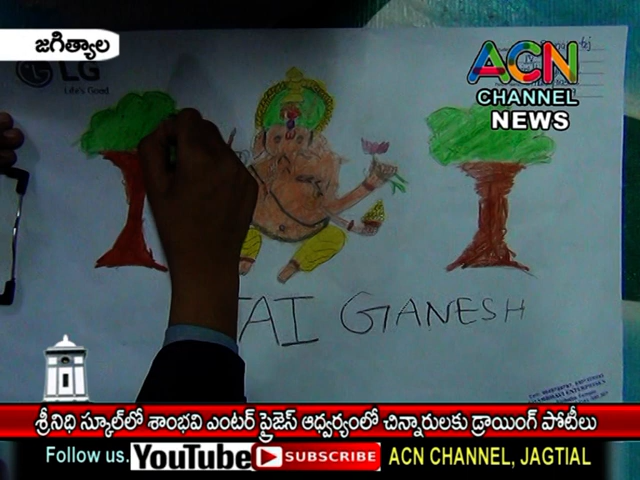 జగిత్యాల
LG
Life's Good
ACN
CHANNEL
NEWS
TAI GANESH
శ్రీనిధి స్కూల్‌లో శాంభవి ఎంటర్ ప్రైజెస్ ఆధ్వర్యంలో చిన్నారులకు డ్రాయింగ్ పోటీలు
Follow us. YouTube SUBSCRIBE ACN CHANNEL, JAGTIAL